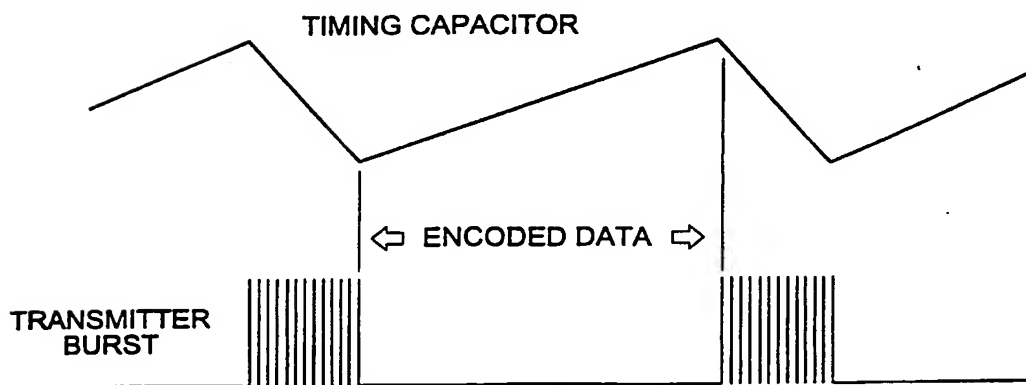 TIMING CAPACITOR
ENCODED DATA
TRANSMITTER
BURST